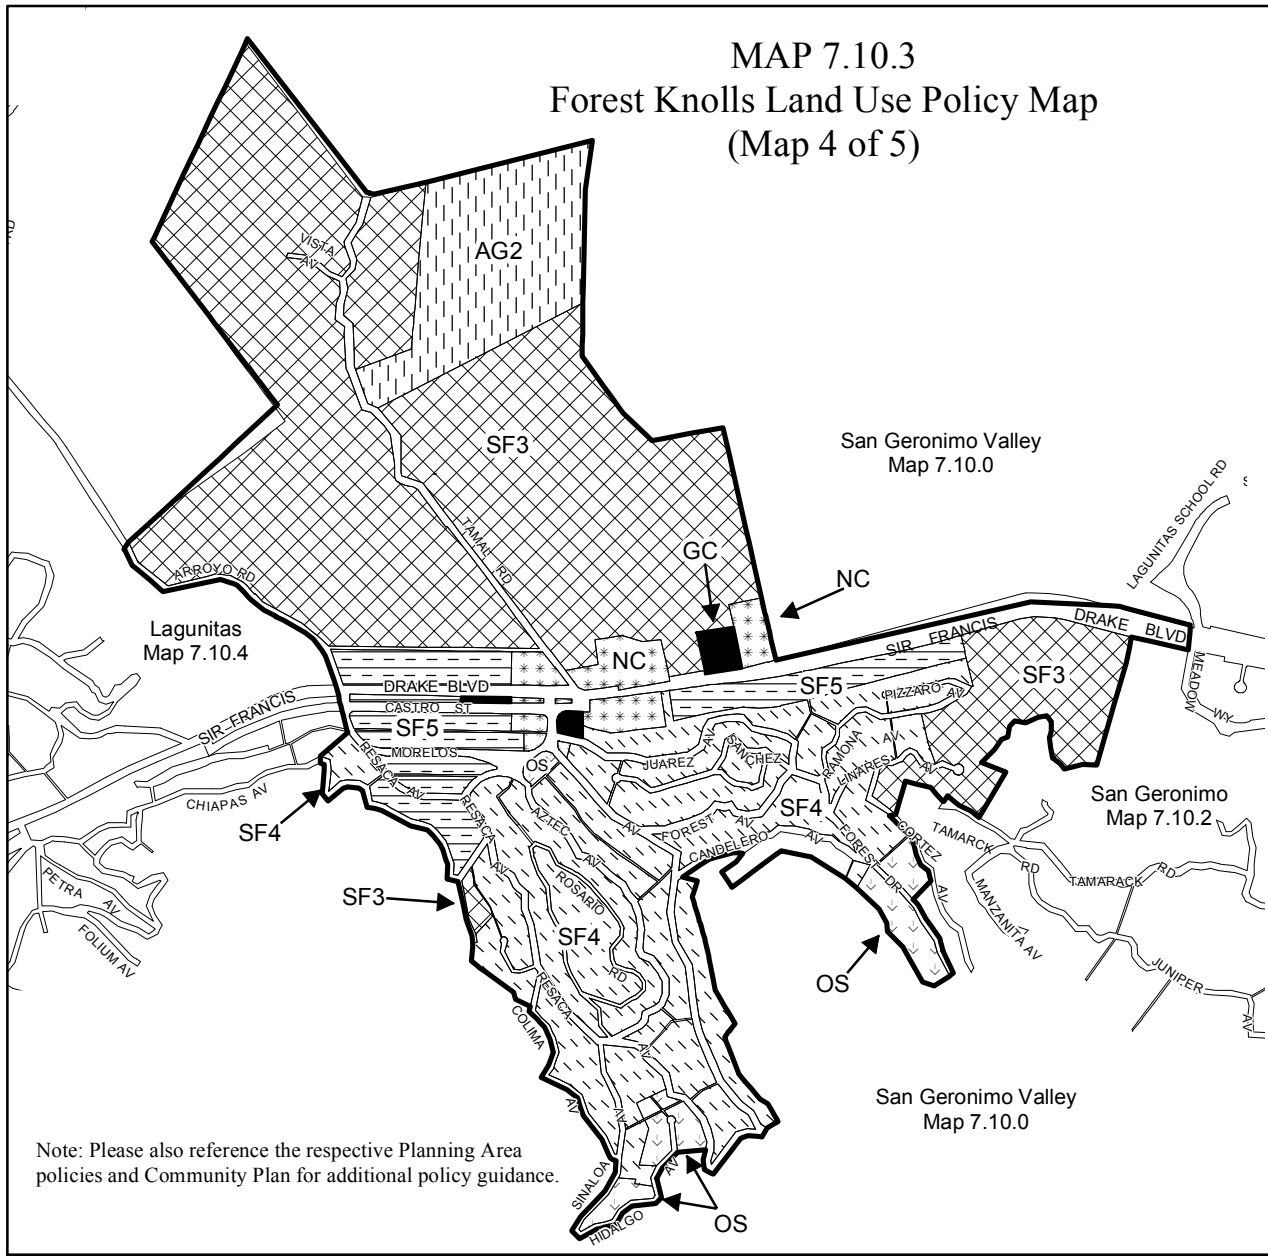 MAP 7.10.3
Forest Knolls Land Use Policy Map
(Map 4 of 5)
VISTA
AV
AG2
SF3
San Geronimo Valley
Map 7.10.0
LAGUNITAS SCHOOL RD
TAMAL RD
GC
NC
ARROYO RD
Lagunitas
Map 7.10.4
NC
SIR FRANCIS
DRAKE BLVD
SF3
MEADOW
WY
DRAKE BLVD
SF5
PIZZARO AV
CASTRO ST
SIR FRANCIS
SF5
MORELOS
OS
JUAREZ
AV
SANCHEZ
RAMONA
AV
LINARES
AV
RESACA AV
CHIAPAS AV
SF4
RESACA
AV
AZTEC
AV
AV
FOREST AV
SF4
CANDELERO
AV
FOREST
DR
CORTEZ
AV
San Geronimo
Map 7.10.2
TAMARCK
RD
TAMARACK
RD
MANZANITA AV
JUNIPER
AV
PETRA
AV
FOLIUM AV
SF3
ROSARIO
RD
SF4
RESACA
AV
OS
COLIMA
AV
AV
San Geronimo Valley
Map 7.10.0
Note: Please also reference the respective Planning Area
policies and Community Plan for additional policy guidance.
SINALOA
HIDALGO
AV
OS